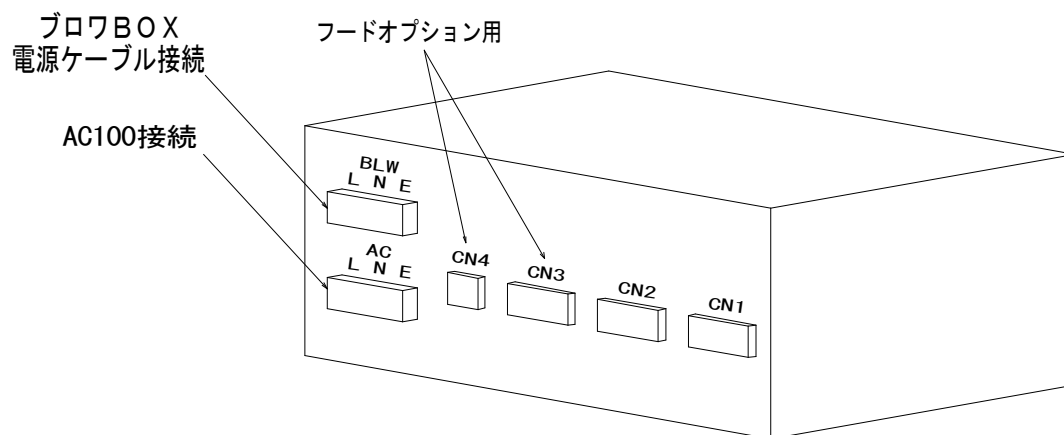 ブロワＢＯＸ
電源ケーブル接続
フードオプション用
AC100接続
BLW
L N E
AC
L N E
CN4
CN3
CN2
CN1